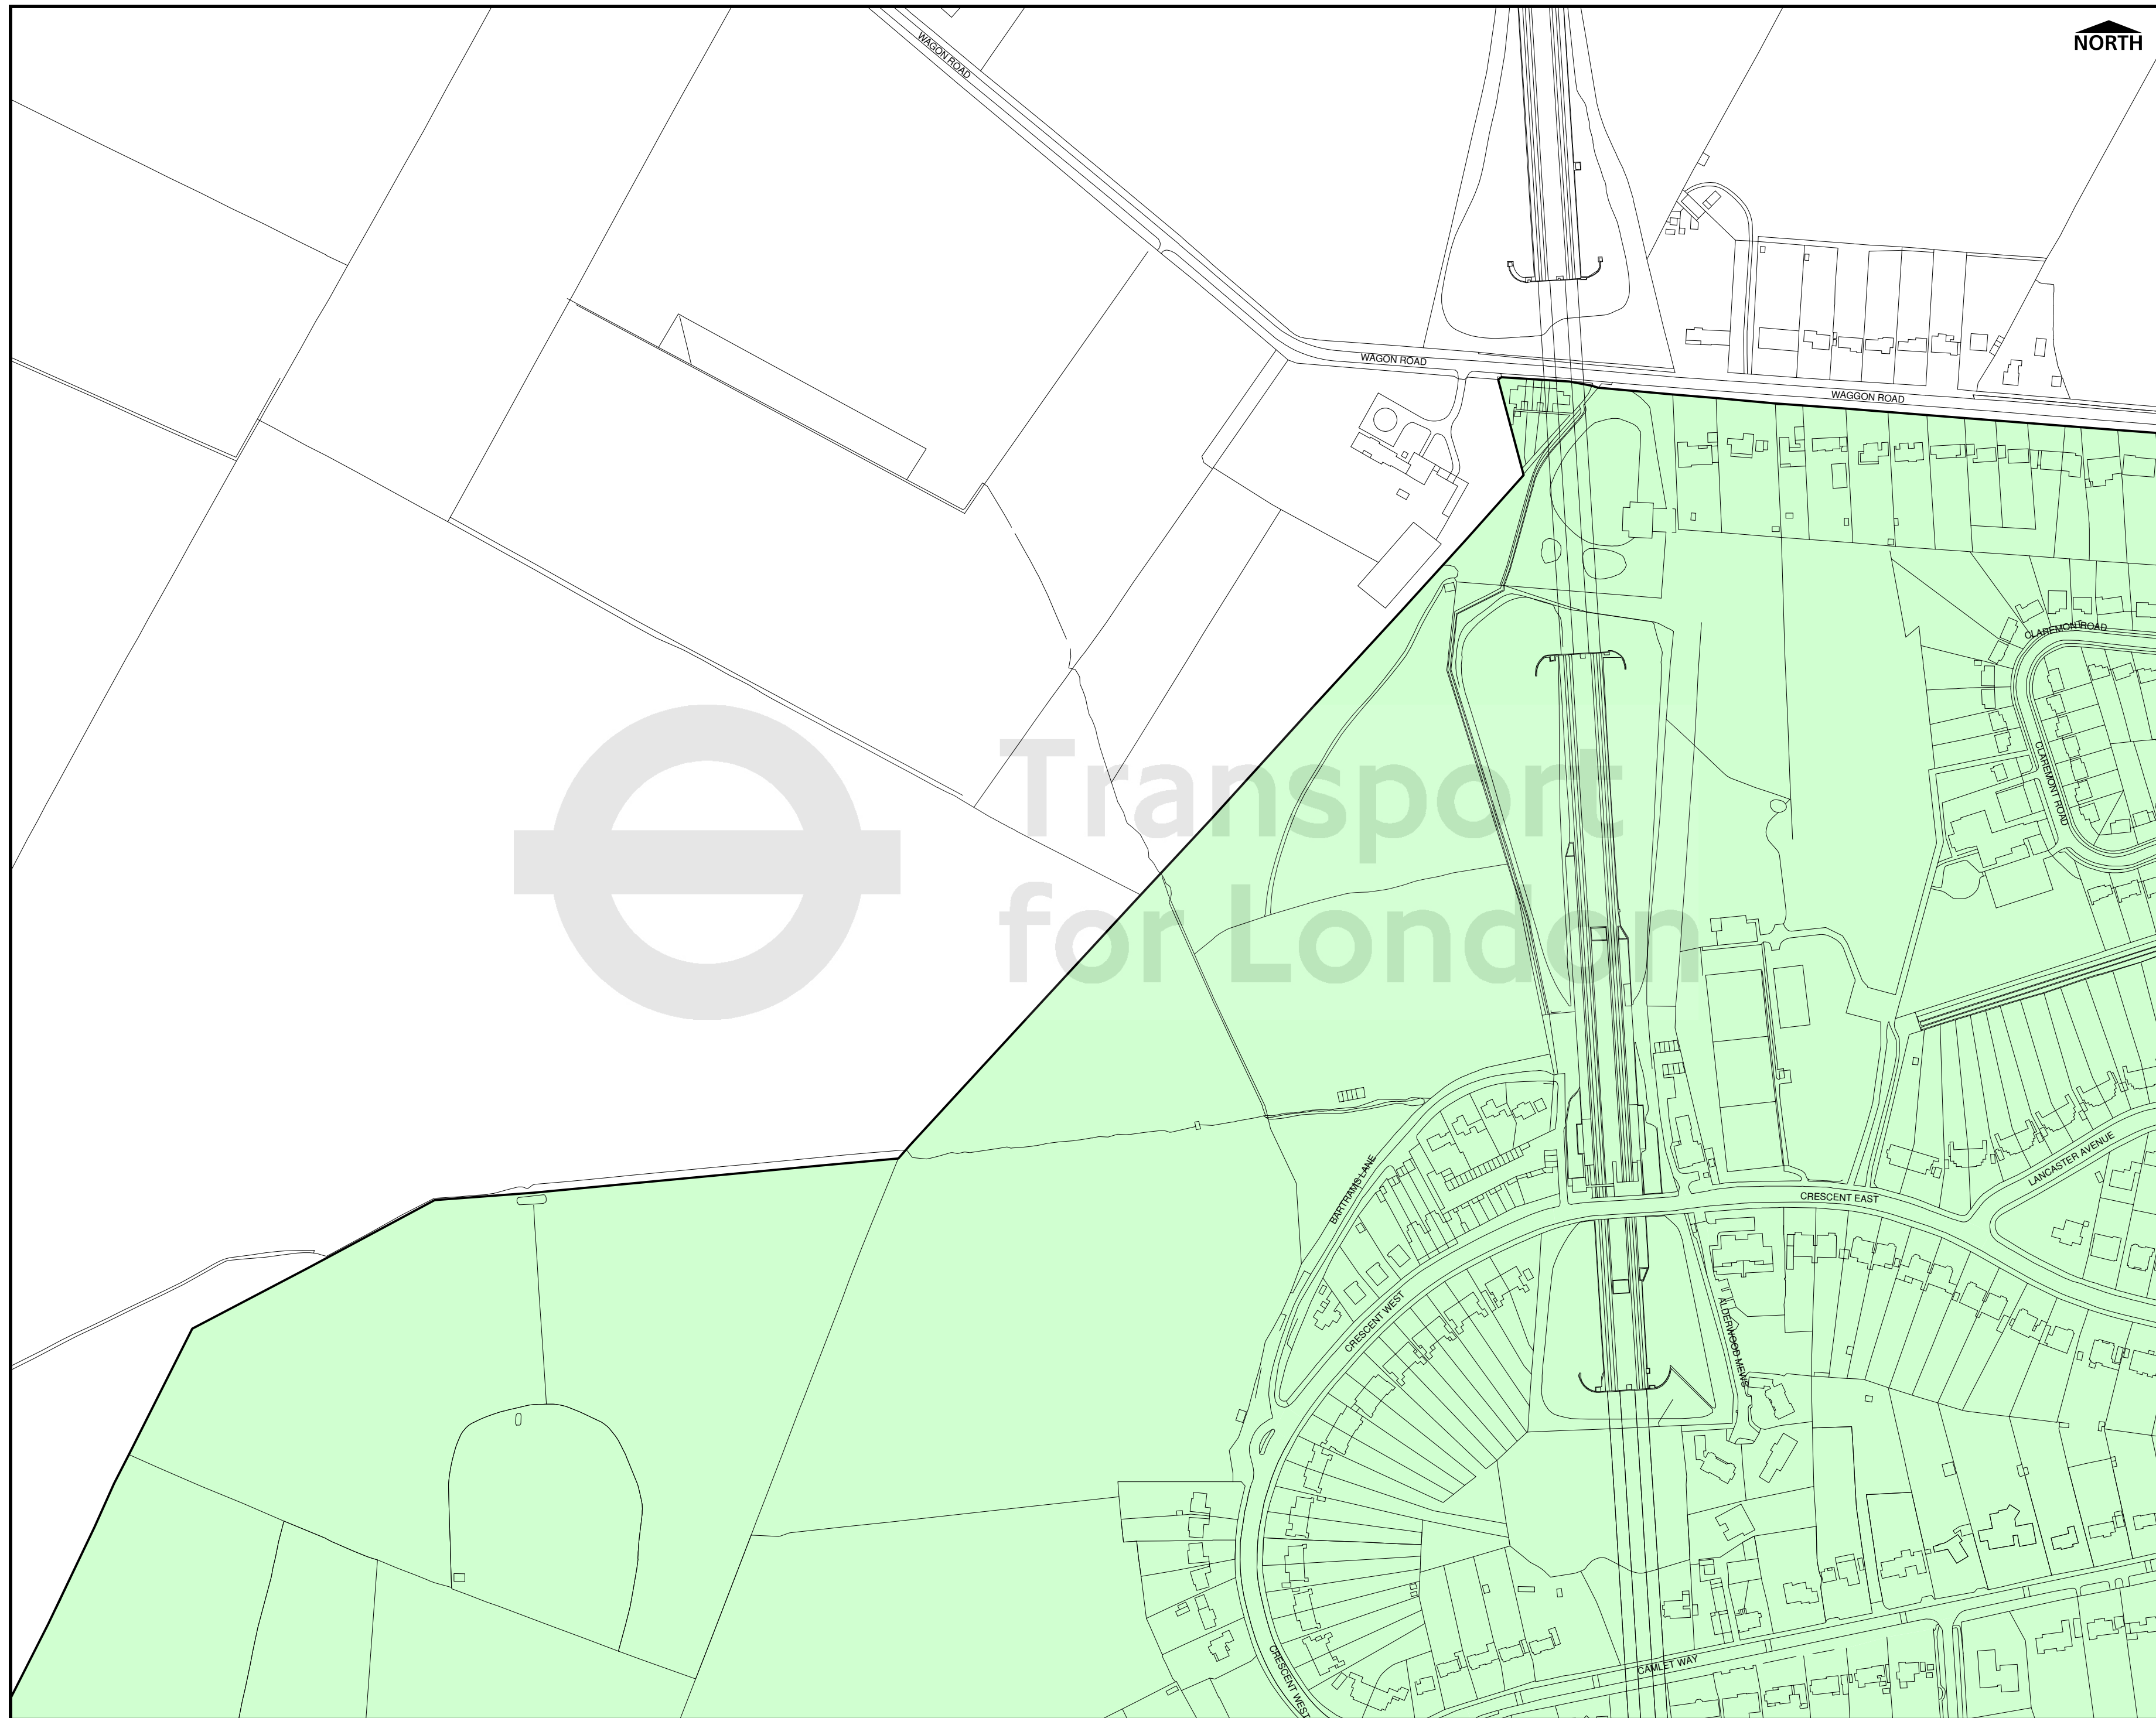 NORTH
WAGON ROAD
WAGON ROAD
WAGGON ROAD
CLAREMONT ROAD
CLAREMONT ROAD
Transport
for London
LANCASTER AVENUE
BARTRAMS LANE
CRESCENT EAST
CRESCENT WEST
ALDERWOOD MEWS
CRESCENT WEST
CAMLET WAY